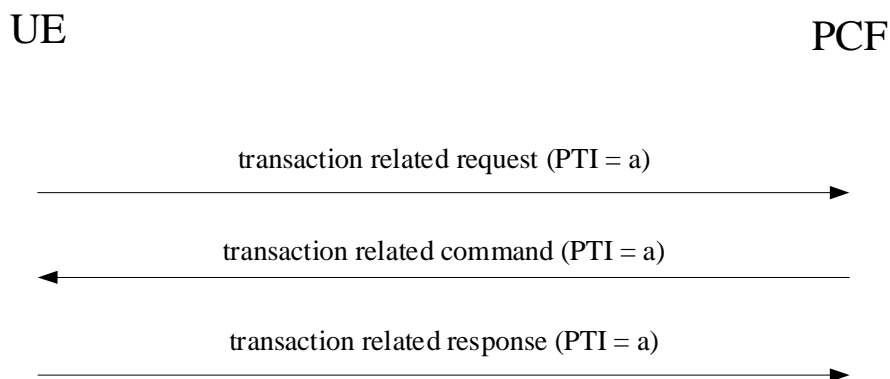 UE
PCF
transaction related request (PTI = a)
transaction related command (PTI = a)
transaction related response (PTI = a)